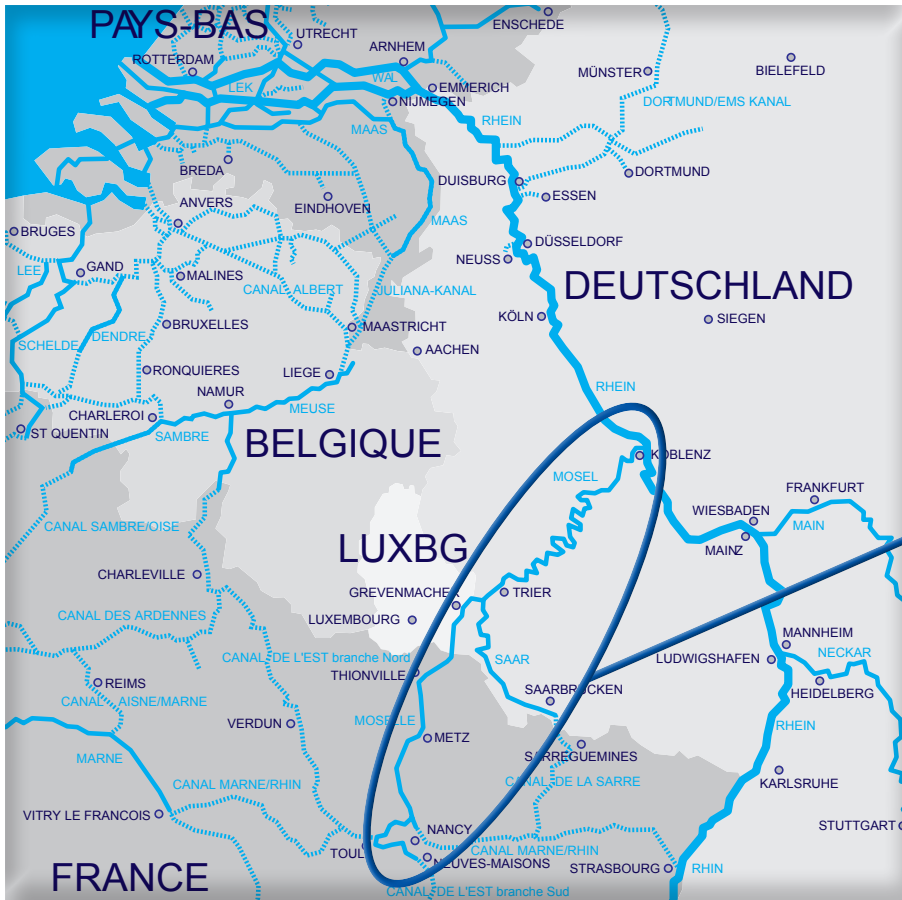 PAYS-BAS
ENSCHEDE
UTRECHT
ARNHEM
ROTTERDAM
WAL
LEK
EMMERICH
NIJMEGEN
MÜNSTER
BIELEFELD
DORTMUND/EMS KANAL
RHEIN
MAAS
BREDA
DUISBURG
DORTMUND
ESSEN
ANVERS
EINDHOVEN
MAAS
BRUGES
DÜSSELDORF
NEUSS
LEE
GAND
MALINES
CANAL ALBERT
JULIANA-KANAL
DEUTSCHLAND
KÖLN
SIEGEN
BRUXELLES
MAASTRICHT
SCHELDE
DENDRE
AACHEN
RONQUIERES
LIEGE
NAMUR
RHEIN
MEUSE
CHARLEROI
ST QUENTIN
SAMBRE
BELGIQUE
KOBLENZ
MOSEL
FRANKFURT
WIESBADEN
MAIN
CANAL SAMBRE/OISE
MAINZ
LUXBG
CHARLEVILLE
GREVENMACHER
TRIER
CANAL DES ARDENNES
LUXEMBOURG
MANNHEIM
NECKAR
CANAL DE L'EST branche Nord
SAAR
LUDWIGSHAFEN
THIONVILLE
REIMS
SAARBRÜCKEN
HEIDELBERG
CANAL AISNE/MARNE
VERDUN
MOSELLE
RHEIN
METZ
MARNE
SARREGUEMINES
CANAL MARNE/RHIN
CANAL DE LA SARRE
KARLSRUHE
VITRY LE FRANCOIS
STUTTGART
NANCY
TOUL
CANAL MARNE/RHIN
NEUVES-MAISONS
STRASBOURG
RHIN
FRANCE
CANAL DE L'EST branche Sud